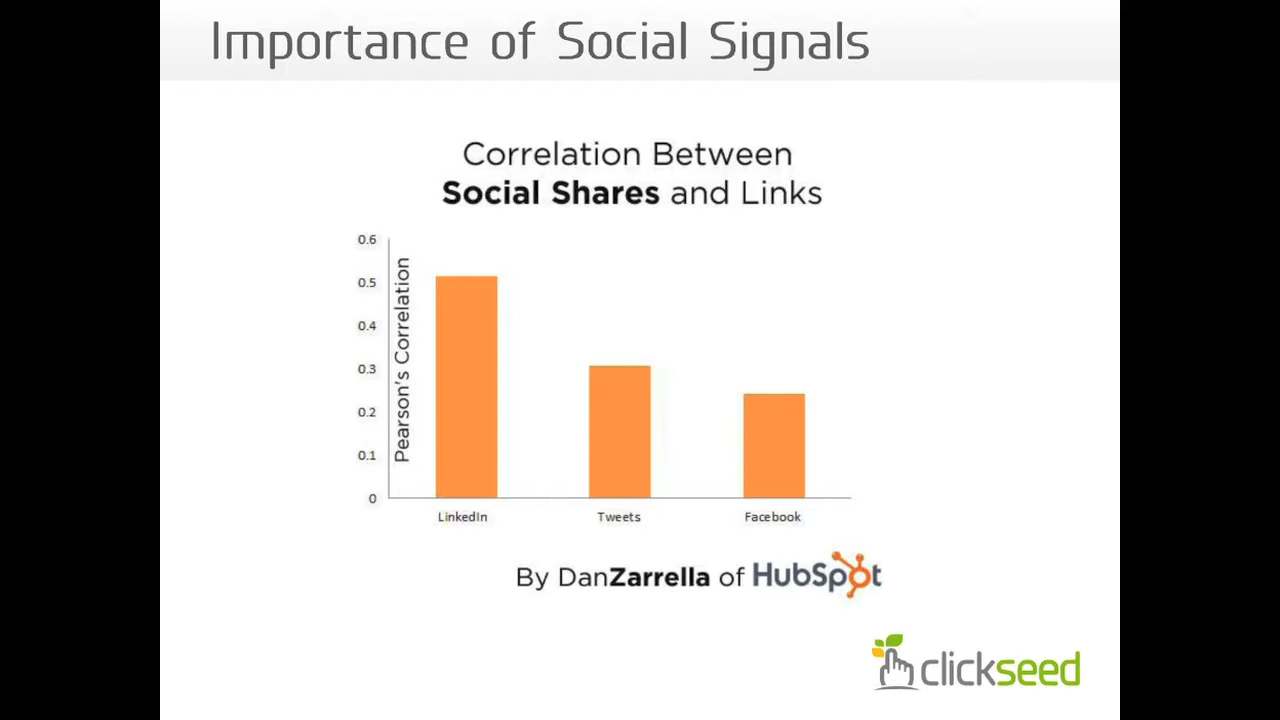 Importance of Social Signals
Correlation Between
Social Shares and Links
0.6
0.5
0.4
0.3
0.2
0.1
0
Pearson's Correlation
LinkedIn
Tweets
Facebook
By DanZarrella of HubSpot
clickseed